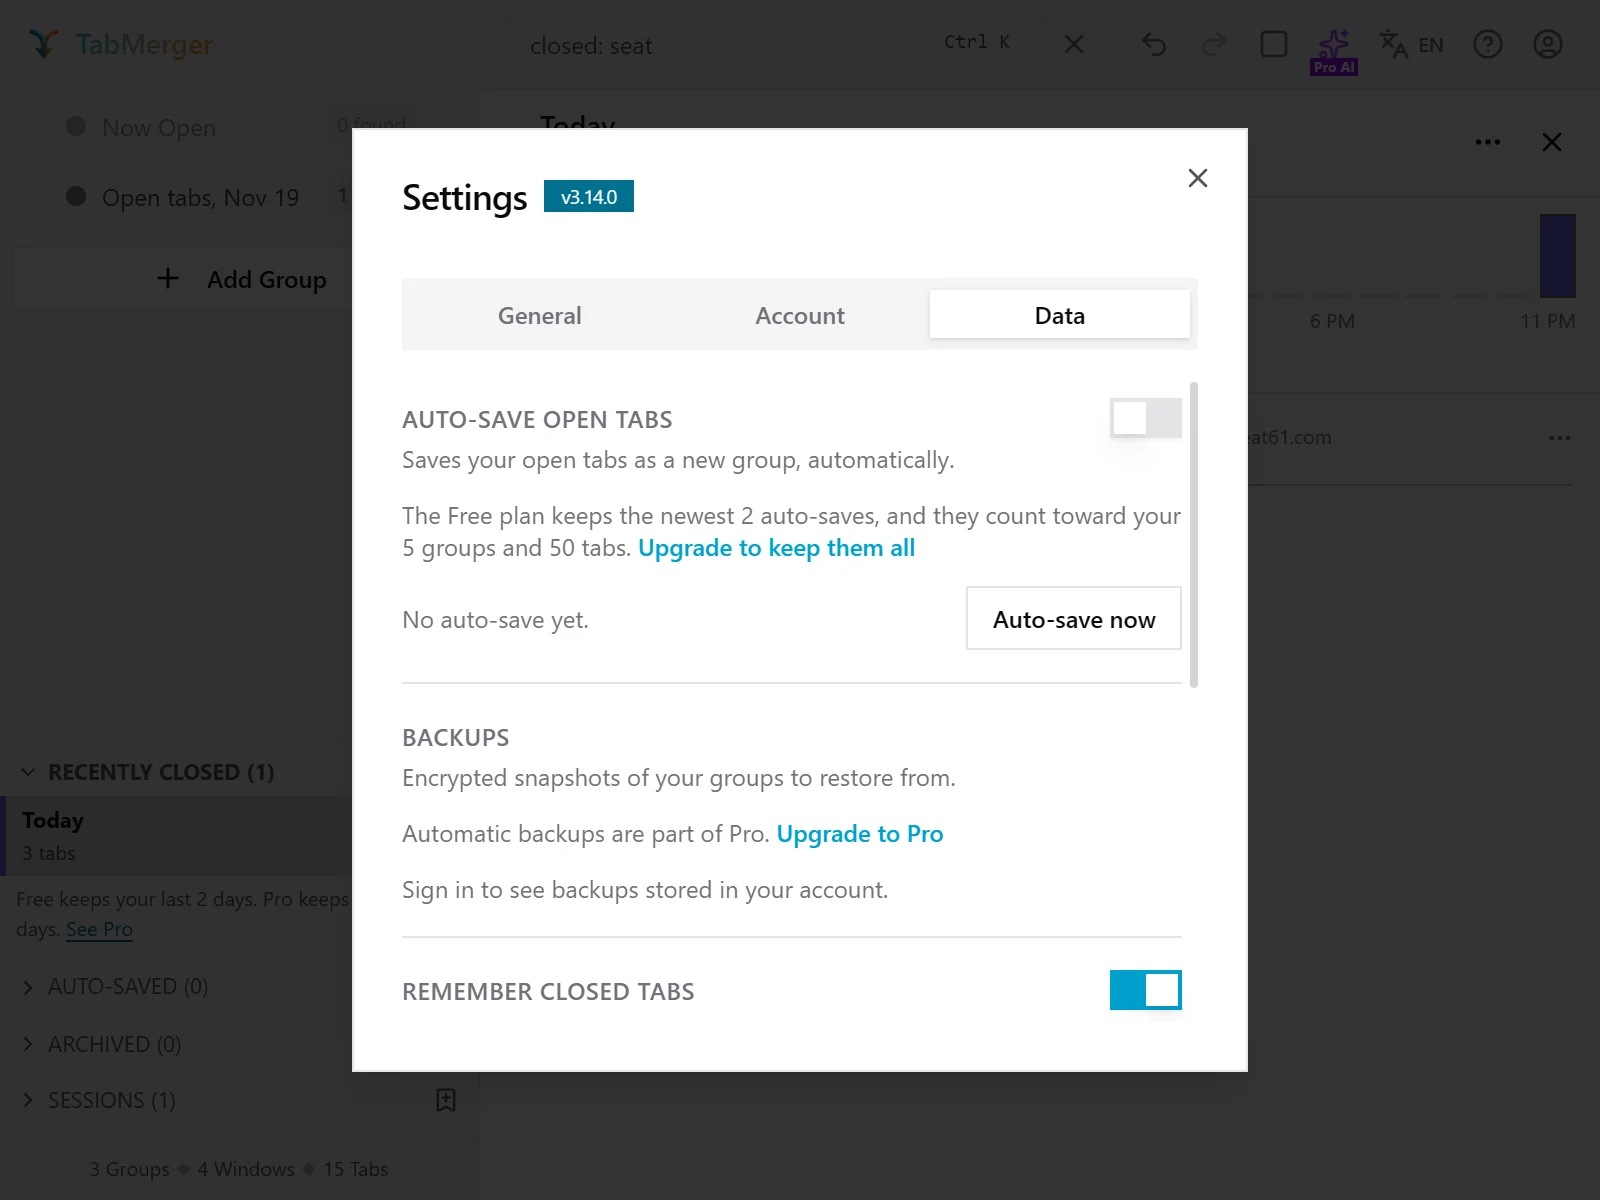 TabMerger
closed: seat
Ctrl K
Pro AI
EN
Now Open
0 found
Today
Open tabs, Nov 19
1
Add Group
Settings
v3.14.0
General
Account
Data
6 PM
11 PM
AUTO-SAVE OPEN TABS
Saves your open tabs as a new group, automatically.
The Free plan keeps the newest 2 auto-saves, and they count toward your
5 groups and 50 tabs. Upgrade to keep them all
No auto-save yet.
Auto-save now
eat61.com
BACKUPS
Encrypted snapshots of your groups to restore from.
Automatic backups are part of Pro. Upgrade to Pro
Sign in to see backups stored in your account.
REMEMBER CLOSED TABS
RECENTLY CLOSED (1)
Today
3 tabs
Free keeps your last 2 days. Pro keeps
days. See Pro
AUTO-SAVED (0)
ARCHIVED (0)
SESSIONS (1)
3 Groups ◆ 4 Windows ◆ 15 Tabs